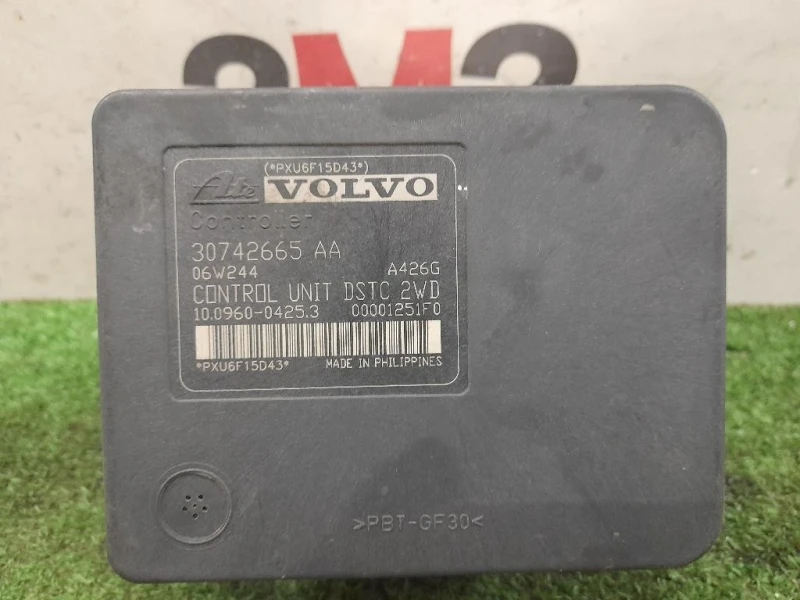 (*PXU6F15D43*)
Ate VOLVO
Controller
30742665 AA
06W244 A426G
CONTROL UNIT DSTC 2WD
10.0960-0425.3 00001251F0
*PXU6F15D43* MADE IN PHILIPPINES
>PBT-GF30<